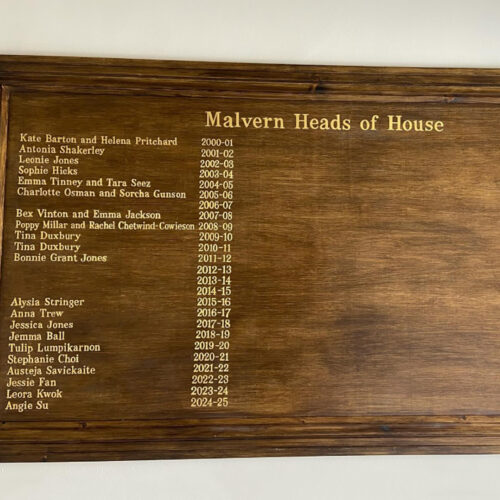 Malvern Heads of House
Kate Barton and Helena Pritchard 2000-01
Antonia Shakerley 2001-02
Leonie Jones 2002-03
Sophie Hicks 2003-04
Emma Tinney and Tara Seez 2004-05
Charlotte Osman and Sorcha Gunson 2005-06
2006-07
Bex Vinton and Emma Jackson 2007-08
Poppy Millar and Rachel Chetwind-Cowieson 2008-09
Tina Duxbury 2009-10
Tina Duxbury 2010-11
Bonnie Grant Jones 2011-12
2012-13
2013-14
2014-15
Alysia Stringer 2015-16
Anna Trew 2016-17
Jessica Jones 2017-18
Jemma Ball 2018-19
Tulip Lumpikarnon 2019-20
Stephanie Choi 2020-21
Austeja Savickaite 2021-22
Jessie Fan 2022-23
Leora Kwok 2023-24
Angie Su 2024-25